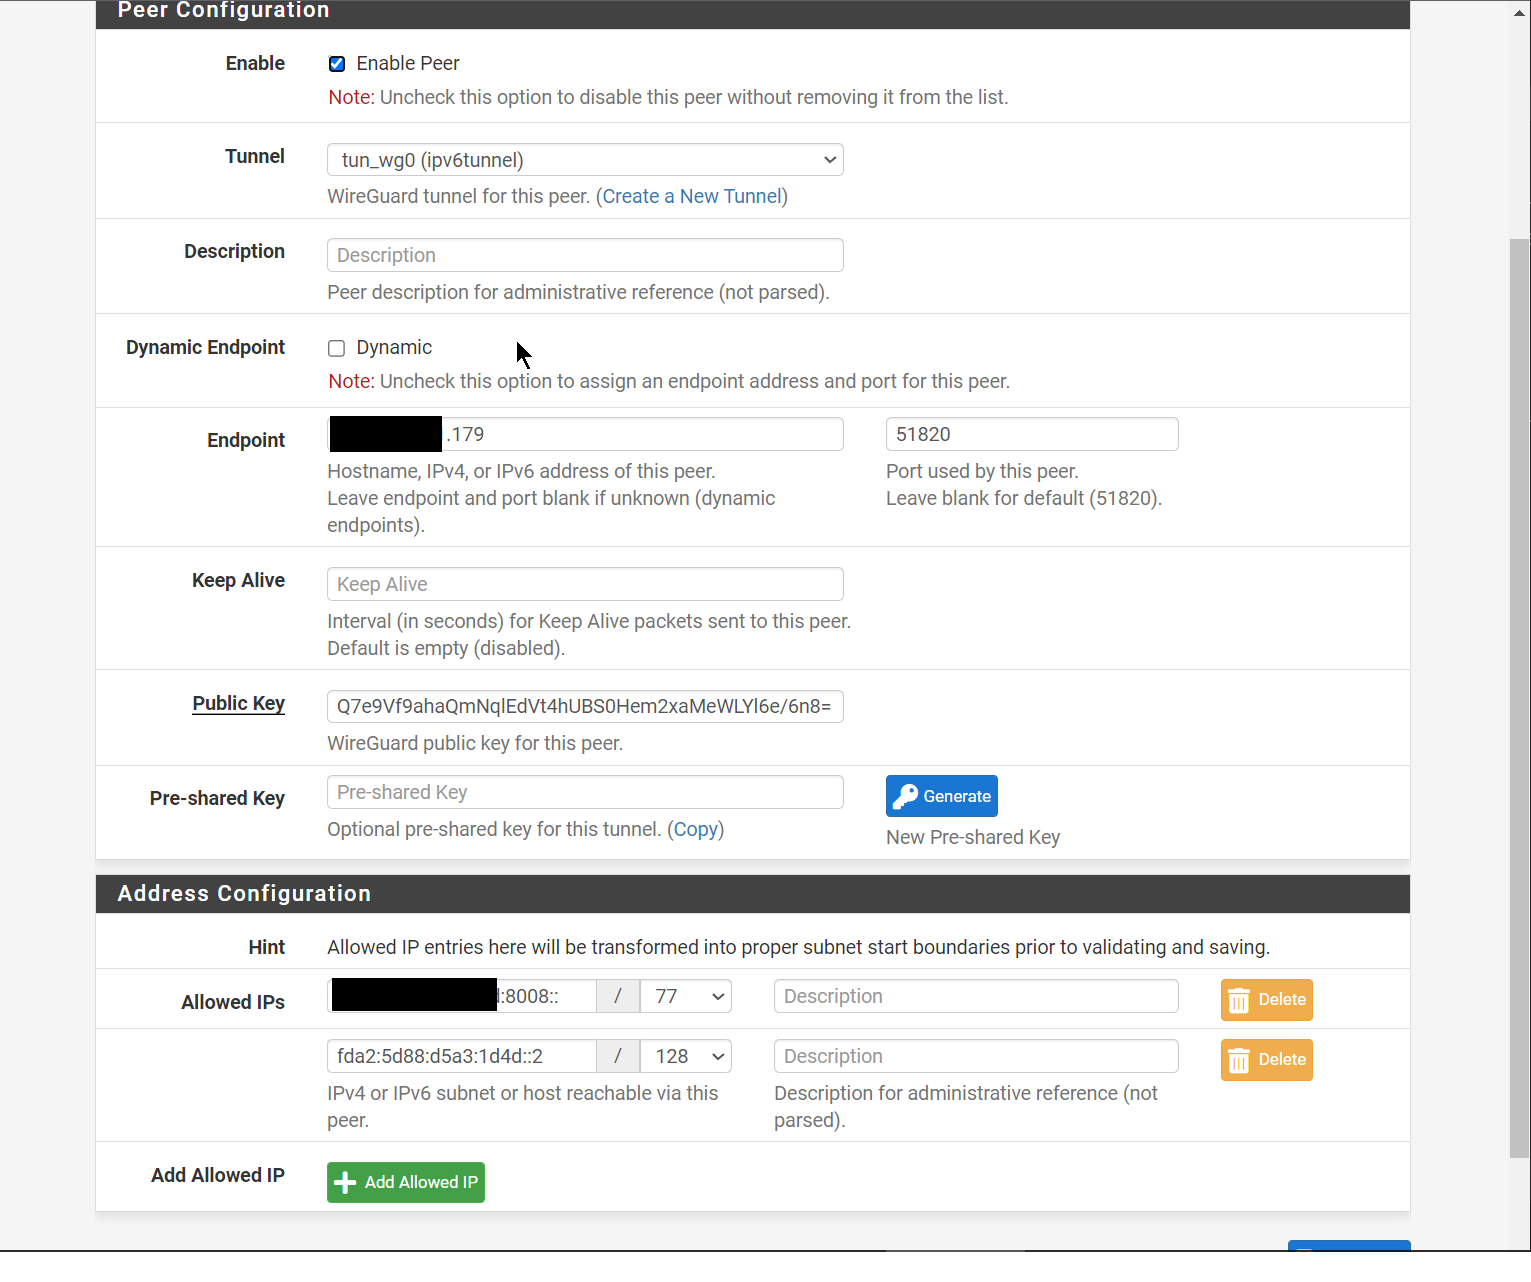 Peer Configuration
Enable
Enable Peer
Note: Uncheck this option to disable this peer without removing it from the list.
Tunnel
tun_wg0 (ipv6tunnel)
WireGuard tunnel for this peer. (Create a New Tunnel)
Description
Description
Peer description for administrative reference (not parsed).
Dynamic Endpoint
Dynamic
Note: Uncheck this option to assign an endpoint address and port for this peer.
Endpoint
.179
51820
Hostname, IPv4, or IPv6 address of this peer.
Leave endpoint and port blank if unknown (dynamic
endpoints).
Port used by this peer.
Leave blank for default (51820).
Keep Alive
Keep Alive
Interval (in seconds) for Keep Alive packets sent to this peer.
Default is empty (disabled).
Public Key
Q7e9Vf9ahaQmNqlEdVt4hUBS0Hem2xaMeWLYl6e/6n8=
WireGuard public key for this peer.
Pre-shared Key
Pre-shared Key
Generate
Optional pre-shared key for this tunnel. (Copy)
New Pre-shared Key
Address Configuration
Hint
Allowed IP entries here will be transformed into proper subnet start boundaries prior to validating and saving.
Allowed IPs
:8008::
/
77
Description
Delete
fda2:5d88:d5a3:1d4d::2
/
128
Description
Delete
IPv4 or IPv6 subnet or host reachable via this
peer.
Description for administrative reference (not
parsed).
Add Allowed IP
Add Allowed IP